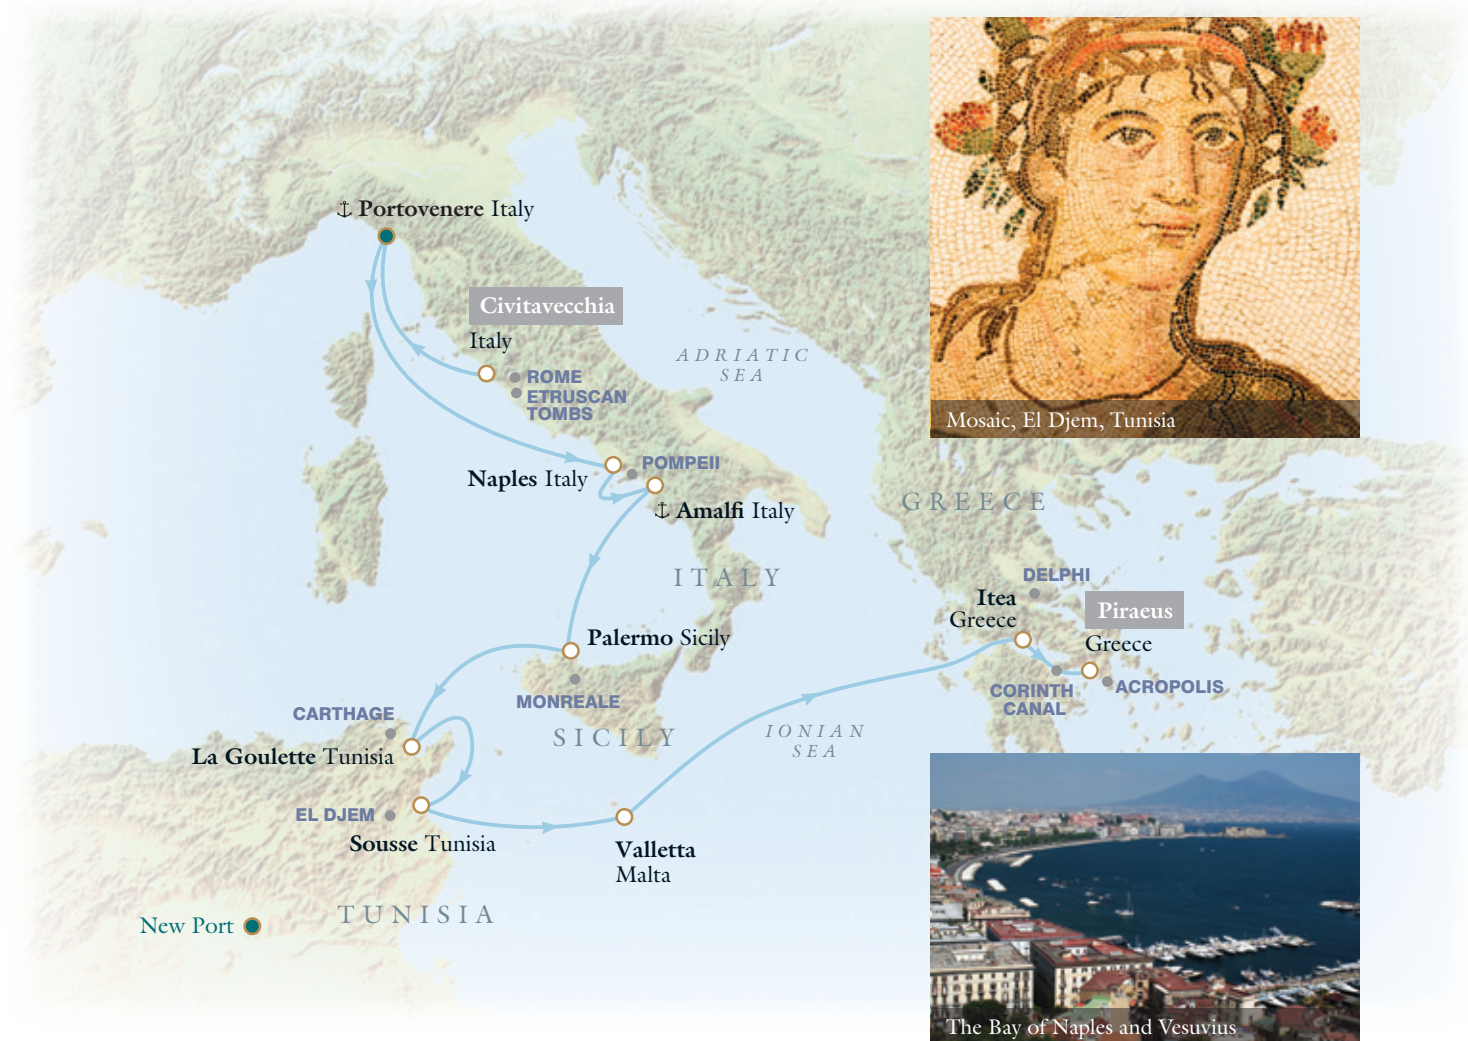 ⚓ Portovenere Italy
Civitavecchia
Italy
ROME
ETRUSCAN
TOMBS
ADRIATIC
SEA
Mosaic, El Djem, Tunisia
POMPEII
Naples Italy
⚓ Amalfi Italy
GREECE
ITALY
DELPHI
Itea
Greece
Piraeus
Greece
Palermo Sicily
MONREALE
CORINTH
CANAL
ACROPOLIS
CARTHAGE
SICILY
IONIAN
SEA
La Goulette Tunisia
EL DJEM
Sousse Tunisia
Valletta
Malta
TUNISIA
New Port
The Bay of Naples and Vesuvius